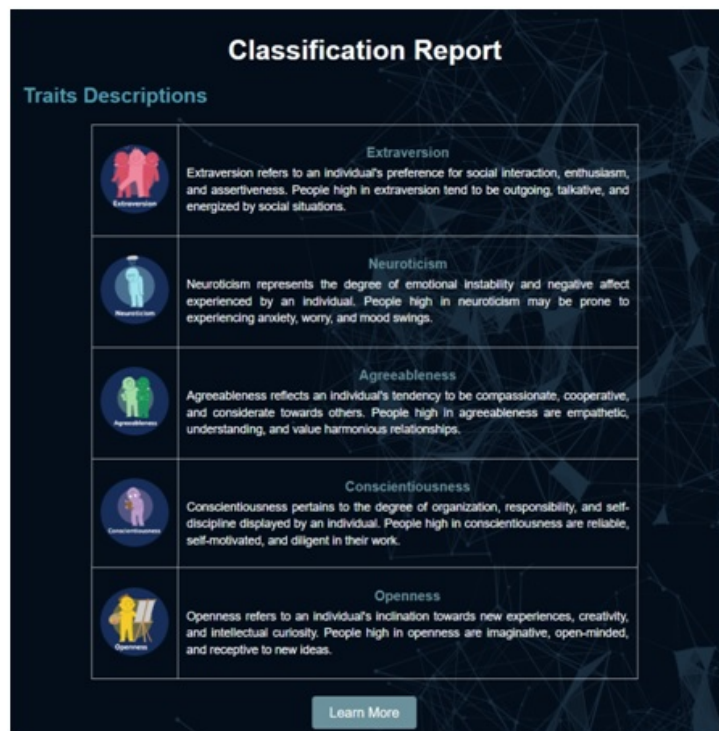 Classification Report
Traits Descriptions
Extraversion
Extraversion
Extraversion refers to an individual's preference for social interaction, enthusiasm,
and assertiveness. People high in extraversion tend to be outgoing, talkative, and
energized by social situations.
Neuroticism
Neuroticism
Neuroticism represents the degree of emotional instability and negative affect
experienced by an individual. People high in neuroticism may be prone to
experiencing anxiety, worry, and mood swings.
Agreeableness
Agreeableness
Agreeableness reflects an individual's tendency to be compassionate, cooperative,
and considerate towards others. People high in agreeableness are empathetic,
understanding, and value harmonious relationships.
Conscientiousness
Conscientiousness
Conscientiousness pertains to the degree of organization, responsibility, and self-
discipline displayed by an individual. People high in conscientiousness are reliable,
self-motivated, and diligent in their work.
Openness
Openness
Openness refers to an individual's inclination towards new experiences, creativity,
and intellectual curiosity. People high in openness are imaginative, open-minded,
and receptive to new ideas.
Learn More